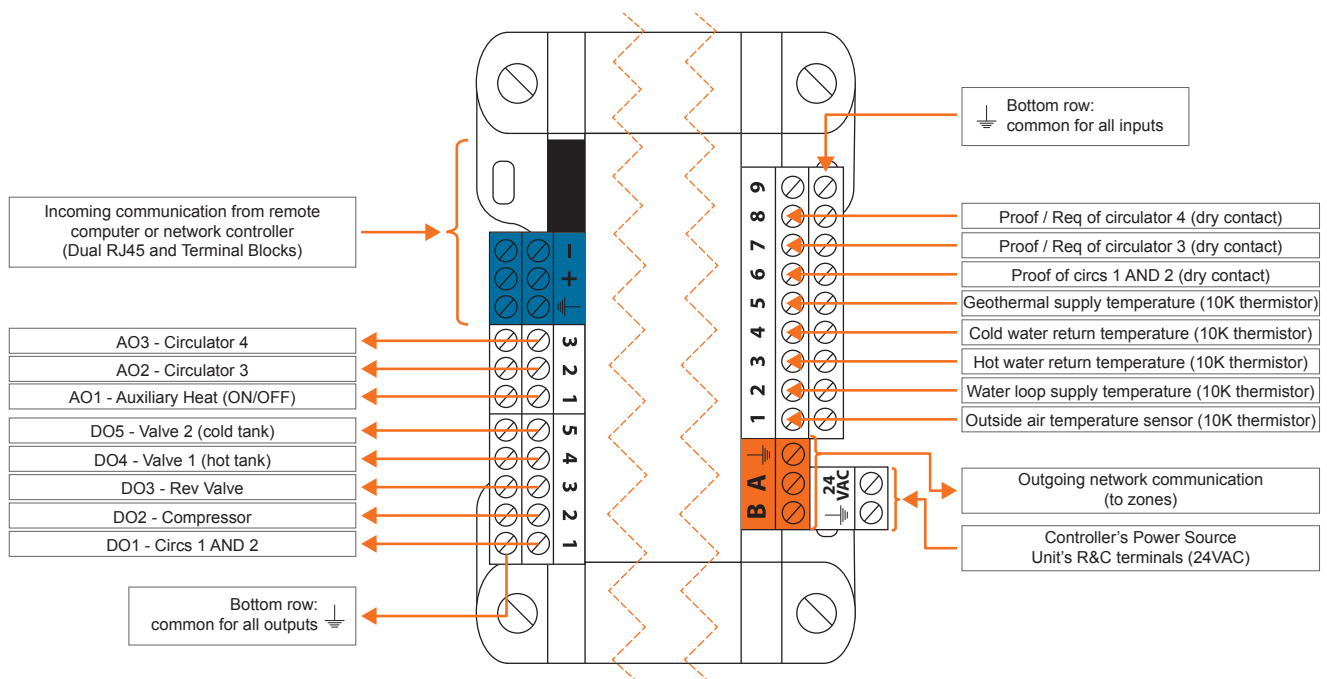 Incoming communication from remote
computer or network controller
(Dual RJ45 and Terminal Blocks)
AO3 - Circulator 4
AO2 - Circulator 3
AO1 - Auxiliary Heat (ON/OFF)
DO5 - Valve 2 (cold tank)
DO4 - Valve 1 (hot tank)
DO3 - Rev Valve
DO2 - Compressor
DO1 - Circs 1 AND 2
Bottom row:
common for all outputs
–
+
3
2
1
5
4
3
2
1
9
8
7
6
5
4
3
2
1
A
B
24
VAC
Bottom row:
common for all inputs
Proof / Req of circulator 4 (dry contact)
Proof / Req of circulator 3 (dry contact)
Proof of circs 1 AND 2 (dry contact)
Geothermal supply temperature (10K thermistor)
Cold water return temperature (10K thermistor)
Hot water return temperature (10K thermistor)
Water loop supply temperature (10K thermistor)
Outside air temperature sensor (10K thermistor)
Outgoing network communication
(to zones)
Controller's Power Source
Unit's R&C terminals (24VAC)